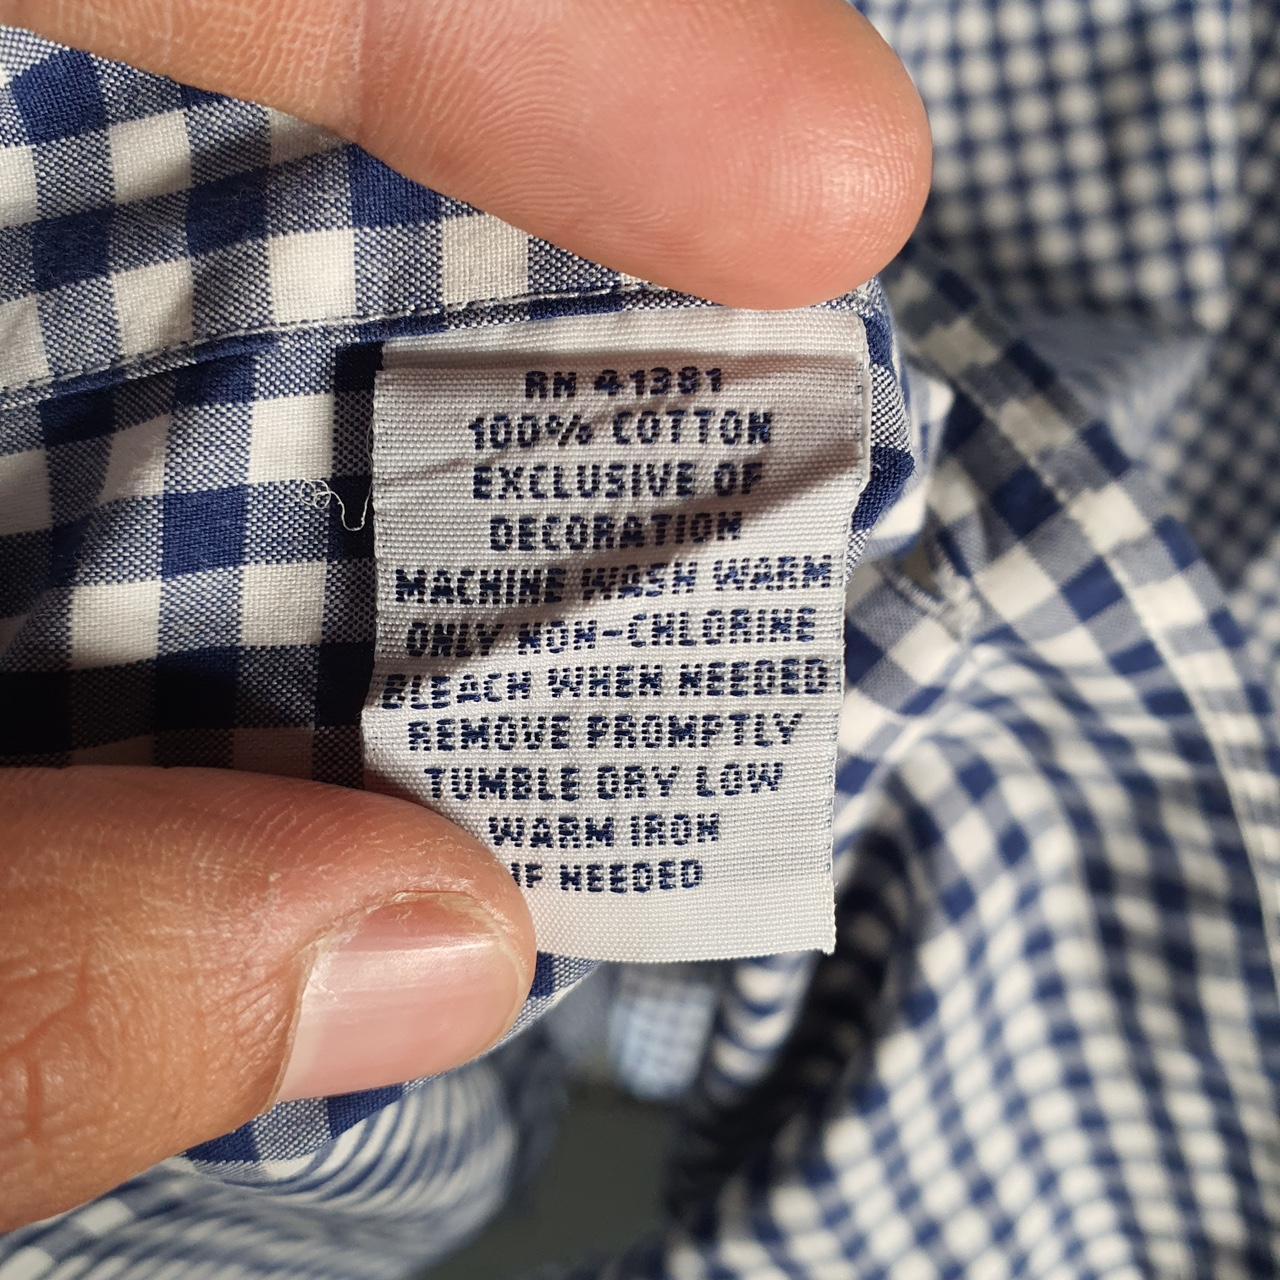 RN 41381
100% COTTON
EXCLUSIVE OF
DECORATION
MACHINE WASH WARM
ONLY NON-CHLORINE
BLEACH WHEN NEEDED
REMOVE PROMPTLY
TUMBLE DRY LOW
WARM IRON
IF NEEDED